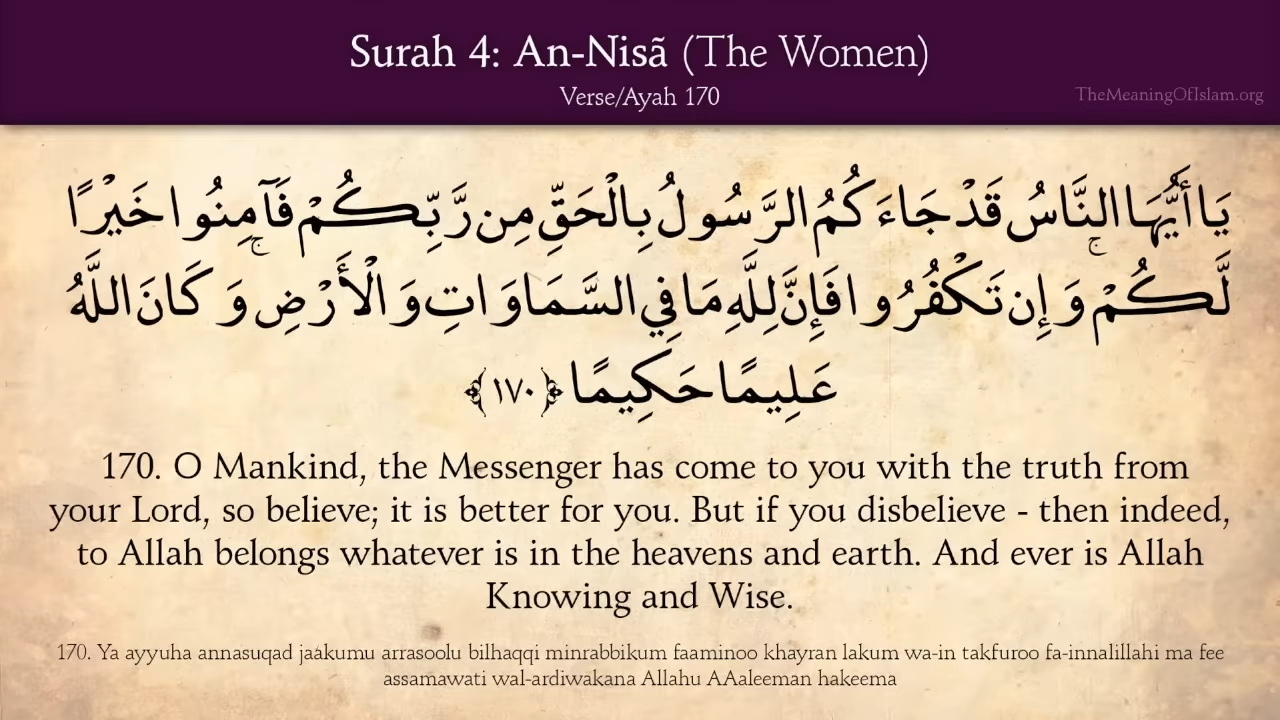 Surah 4: An-Nisã (The Women)
Verse/Ayah 170
TheMeaningOfIslam.org
يَا أَيُّهَا النَّاسُ قَدْ جَاءَكُمُ الرَّسُولُ بِالْحَقِّ مِن رَّبِّكُمْ فَآمِنُوا خَيْرًا
لَّكُمْ ۚ وَإِن تَكْفُرُوا فَإِنَّ لِلَّهِ مَا فِي السَّمَاوَاتِ وَالْأَرْضِ ۚ وَكَانَ اللَّهُ
عَلِيمًا حَكِيمًا ﴿١٧٠﴾
170. O Mankind, the Messenger has come to you with the truth from
your Lord, so believe; it is better for you. But if you disbelieve - then indeed,
to Allah belongs whatever is in the heavens and earth. And ever is Allah
Knowing and Wise.
170. Ya ayyuha annasuqad jaakumu arrasoolu bilhaqqi minrabbikum faaminoo khayran lakum wa-in takfuroo fa-innalillahi ma fee
assamawati wal-ardiwakana Allahu AAaleeman hakeema